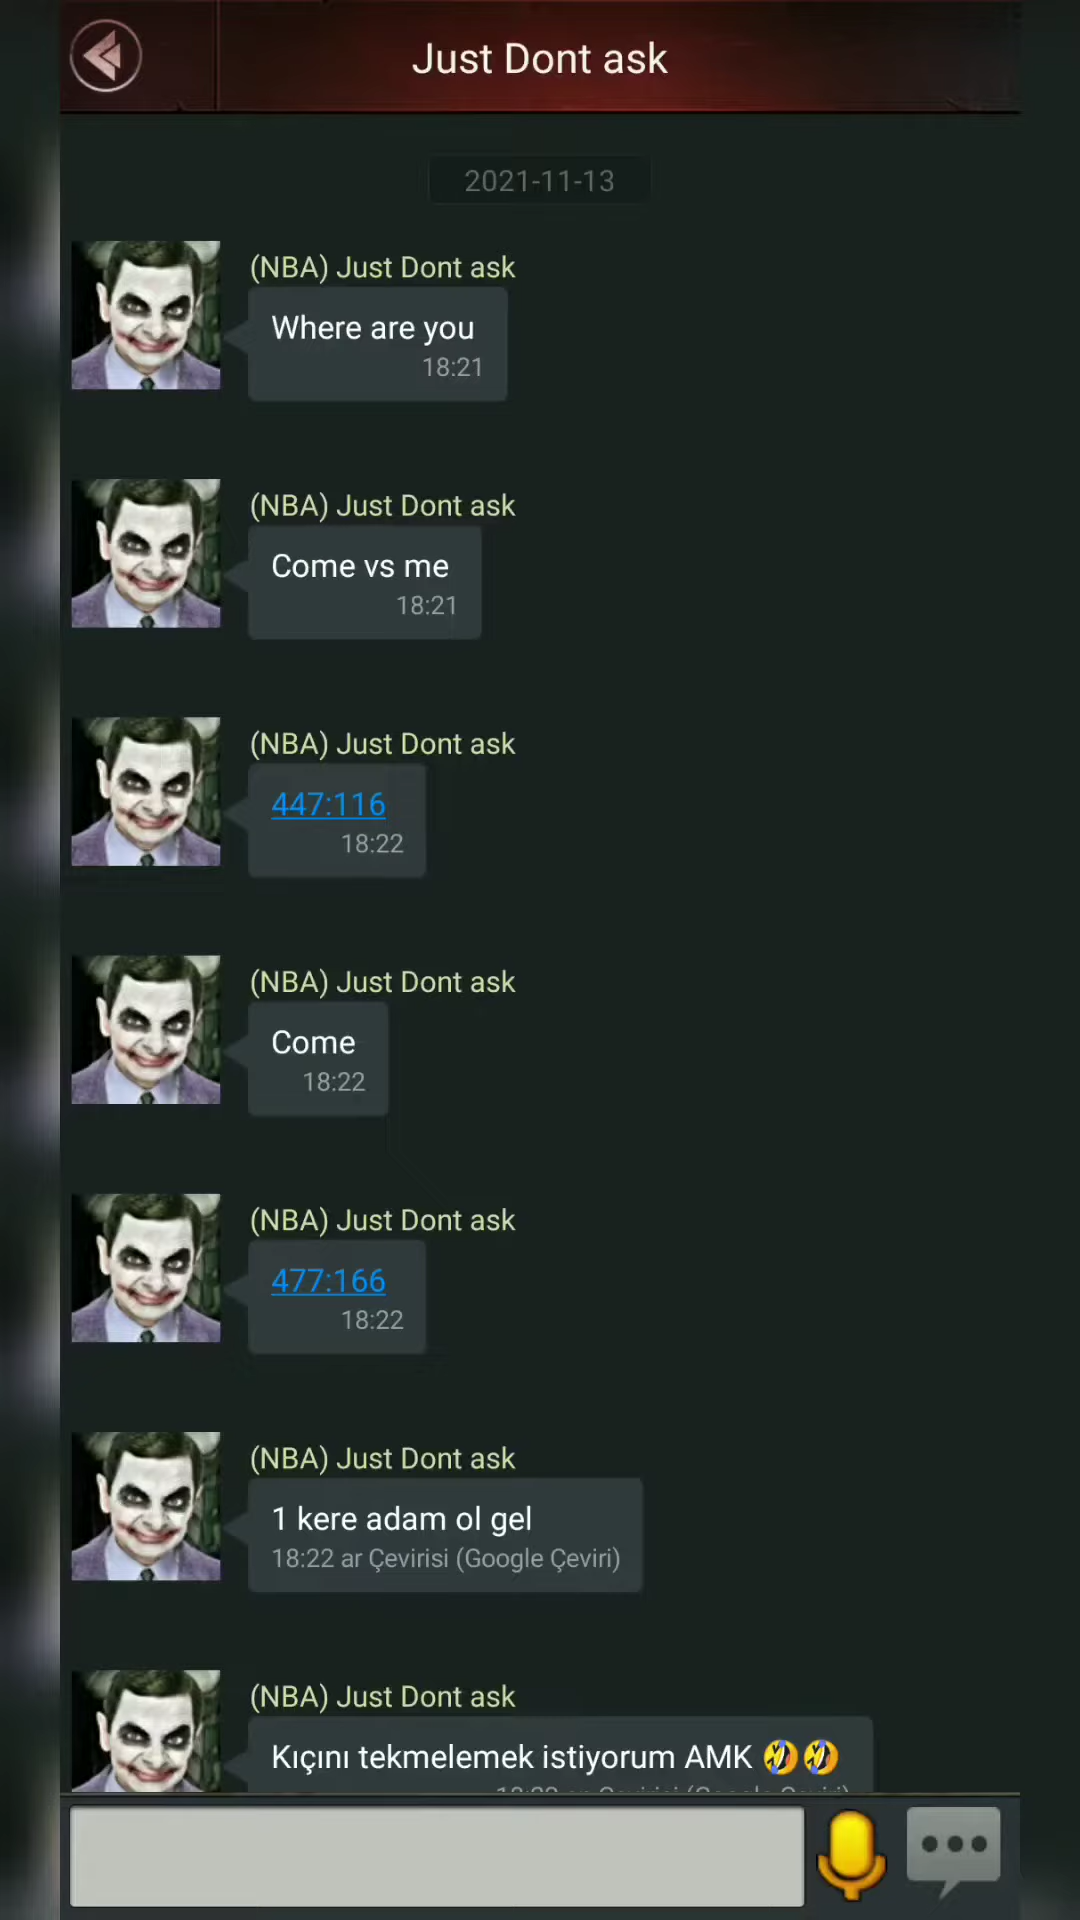 Just Dont ask
2021-11-13
(NBA) Just Dont ask
Where are you
18:21
(NBA) Just Dont ask
Come vs me
18:21
(NBA) Just Dont ask
447:116
18:22
(NBA) Just Dont ask
Come
18:22
(NBA) Just Dont ask
477:166
18:22
(NBA) Just Dont ask
1 kere adam ol gel
18:22 ar Çevirisi (Google Çeviri)
(NBA) Just Dont ask
Kıçını tekmelemek istiyorum AMK 🤣🤣